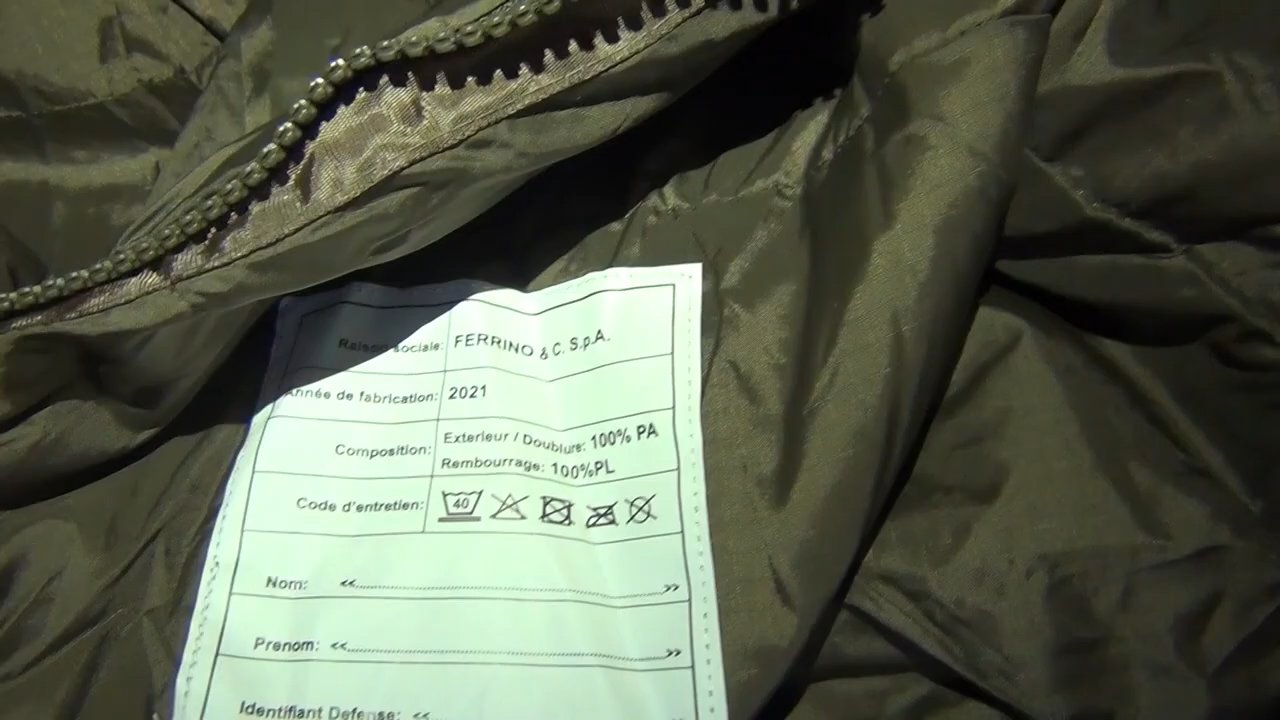 Raison sociale: FERRINO & C. S.p.A.
Année de fabrication: 2021
Composition: Exterieur / Doublure: 100% PA
Rembourrage: 100%PL
Code d'entretien: 40
Nom: «..........................................................»
Prenom: «..........................................................»
Identifiant Defense: «